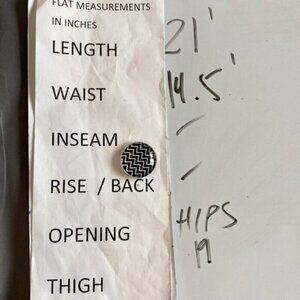 FLAT MEASUREMENTS
IN INCHES
LENGTH 21'
WAIST 14.5'
INSEAM -
RISE / BACK -
OPENING HIPS
19
THIGH